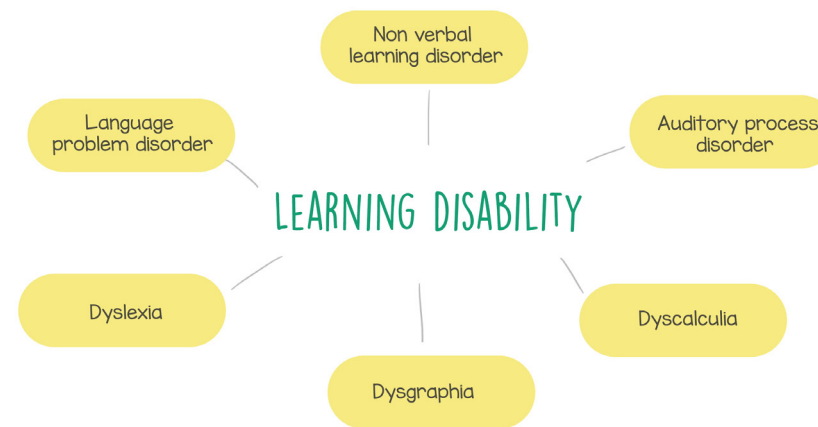 Non verbal
learning disorder
Language
problem disorder
Auditory process
disorder
LEARNING DISABILITY
Dyslexia
Dyscalculia
Dysgraphia